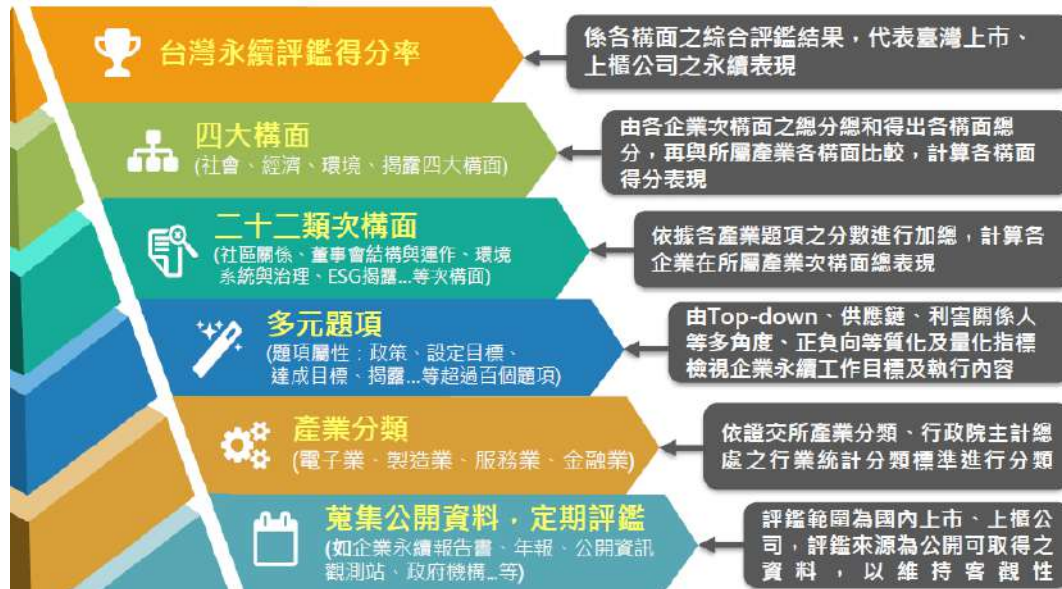 台灣永續評鑑得分率
係各構面之綜合評鑑結果，代表臺灣上市、
上櫃公司之永續表現
四大構面
(社會、經濟、環境、揭露四大構面)
由各企業次構面之總分總和得出各構面總
分，再與所屬產業各構面比較，計算各構面
得分表現
二十二類次構面
(社區關係、董事會結構與運作、環境
系統與治理、ESG揭露...等次構面)
依據各產業題項之分數進行加總，計算各
企業在所屬產業次構面總表現
多元題項
(題項屬性：政策、設定目標、
達成目標、揭露...等超過百個題項)
由Top-down、供應鏈、利害關係人
等多角度、正負向等質化及量化指標
檢視企業永續工作目標及執行內容
產業分類
(電子業、製造業、服務業、金融業)
依證交所產業分類、行政院主計總
處之行業統計分類標準進行分類
蒐集公開資料，定期評鑑
(如企業永續報告書、年報、公開資訊
觀測站、政府機構...等)
評鑑範圍為國內上市、上櫃公
司，評鑑來源為公開可取得之
資料，以維持客觀性